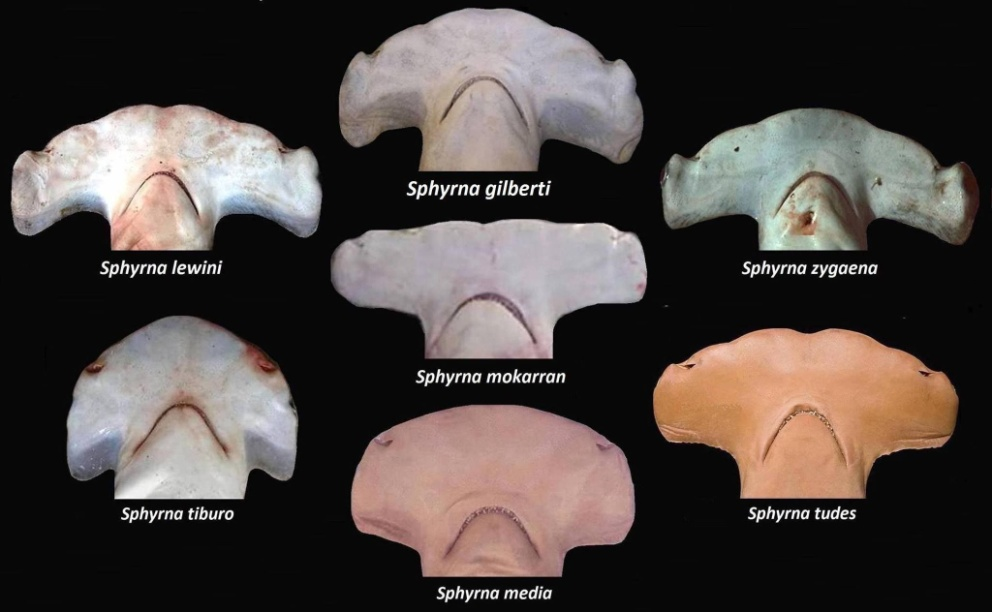 Sphyrna gilberti
Sphyrna lewini
Sphyrna zygaena
Sphyrna mokarran
Sphyrna tiburo
Sphyrna tudes
Sphyrna media